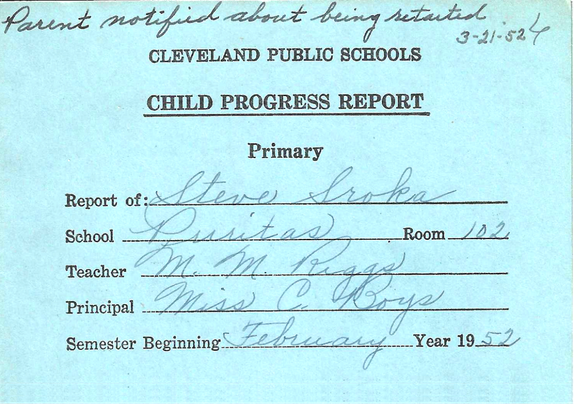 Parent notified about being retarted
3-21-52
CLEVELAND PUBLIC SCHOOLS
CHILD PROGRESS REPORT
Primary
Report of: Steve Sroka
School Puritas Room 102
Teacher M. M. Riggs
Principal Miss C. Roys
Semester Beginning February Year 1952